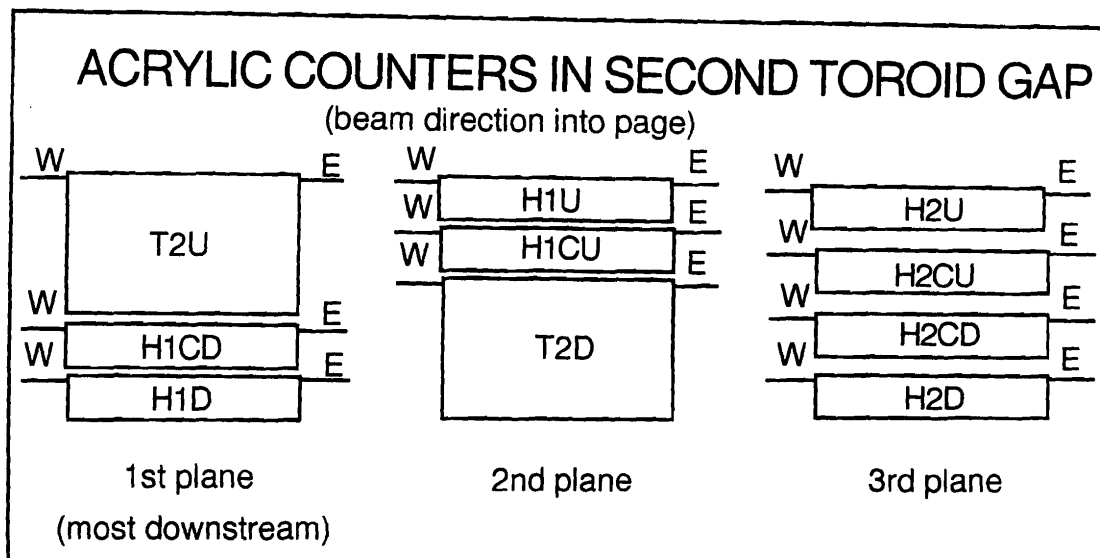 ACRYLIC COUNTERS IN SECOND TOROID GAP
(beam direction into page)
W E
T2U
W E
H1CD
W E
H1D
1st plane
(most downstream)
W E
H1U
W E
H1CU
W E
T2D
2nd plane
W E
H2U
W E
H2CU
W E
H2CD
W E
H2D
3rd plane